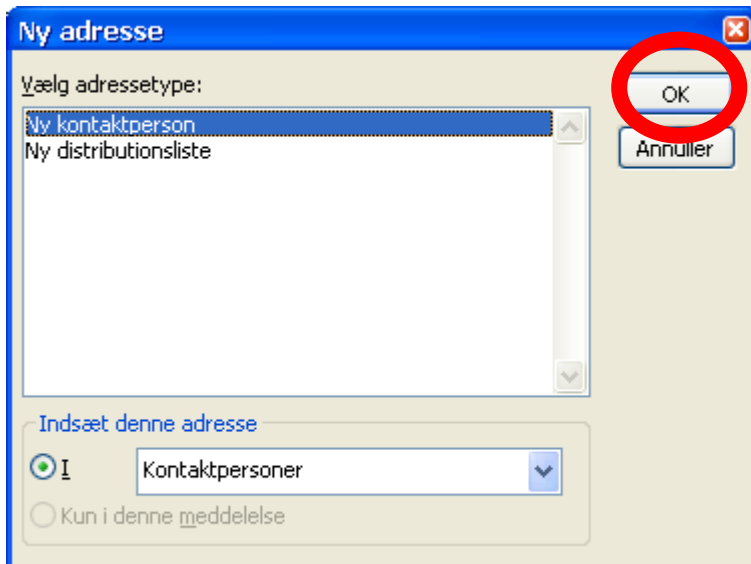 Ny adresse
Vælg adressetype:
OK
Ny kontaktperson
Annuller
Ny distributionsliste
Indsæt denne adresse
I
Kontaktpersoner
Kun i denne meddelelse